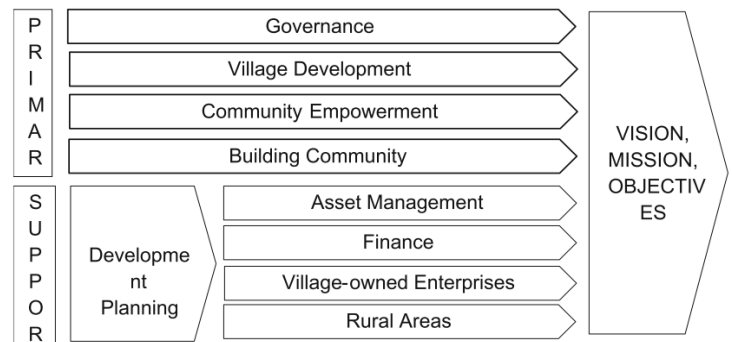 P
R
I
M
A
R
Governance
Village Development
Community Empowerment
Building Community
S
U
P
P
O
R
Developme
nt
Planning
Asset Management
Finance
Village-owned Enterprises
Rural Areas
VISION,
MISSION,
OBJECTIV
ES